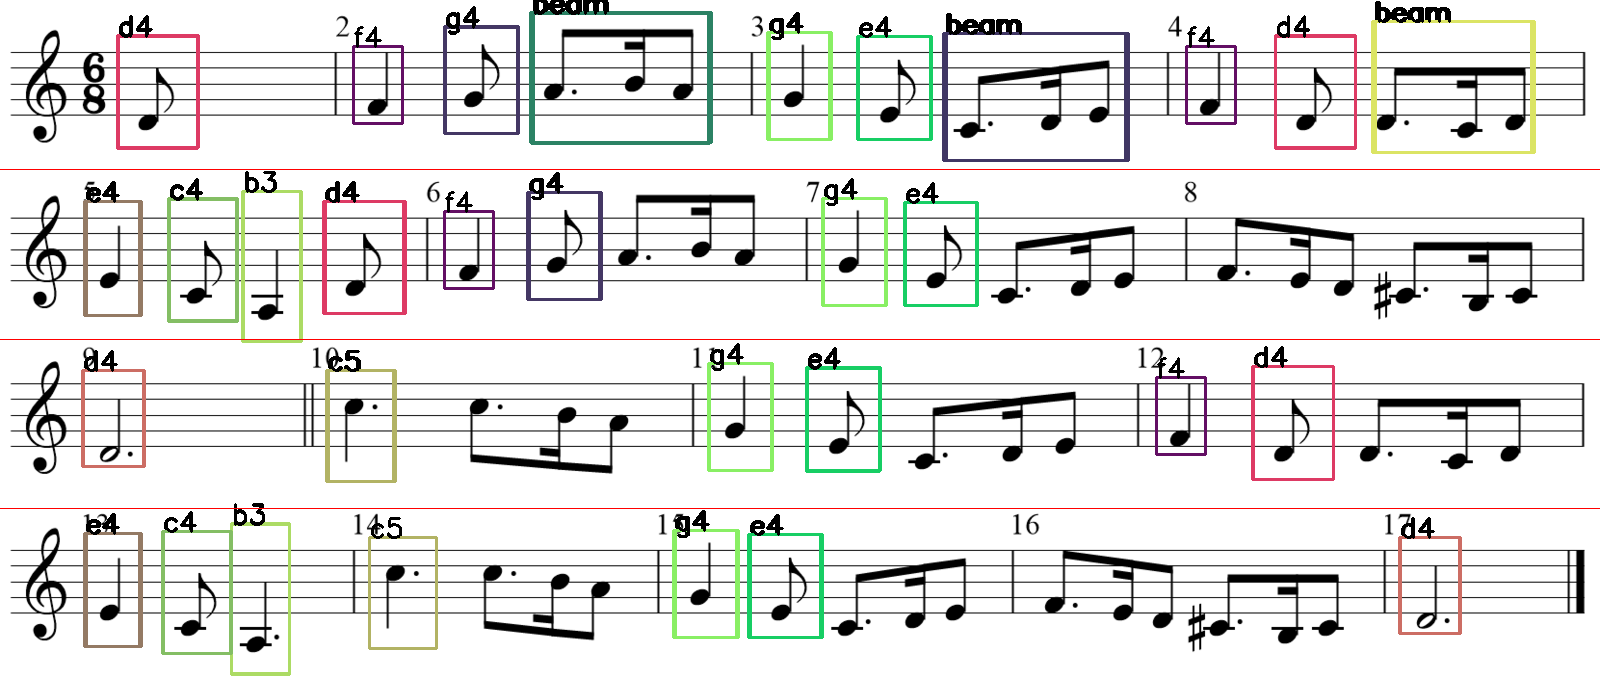 d4 2 f4 g4 beam 3 g4 e4 beam 4 f4 d4 beam
6
8
5 e4 c4 b3 d4 6 f4 g4 7 g4 e4 8
9 d4 10 c5 11 g4 e4 12 f4 d4
13 e4 c4 b3 14 c5 15 g4 e4 16 17 d4